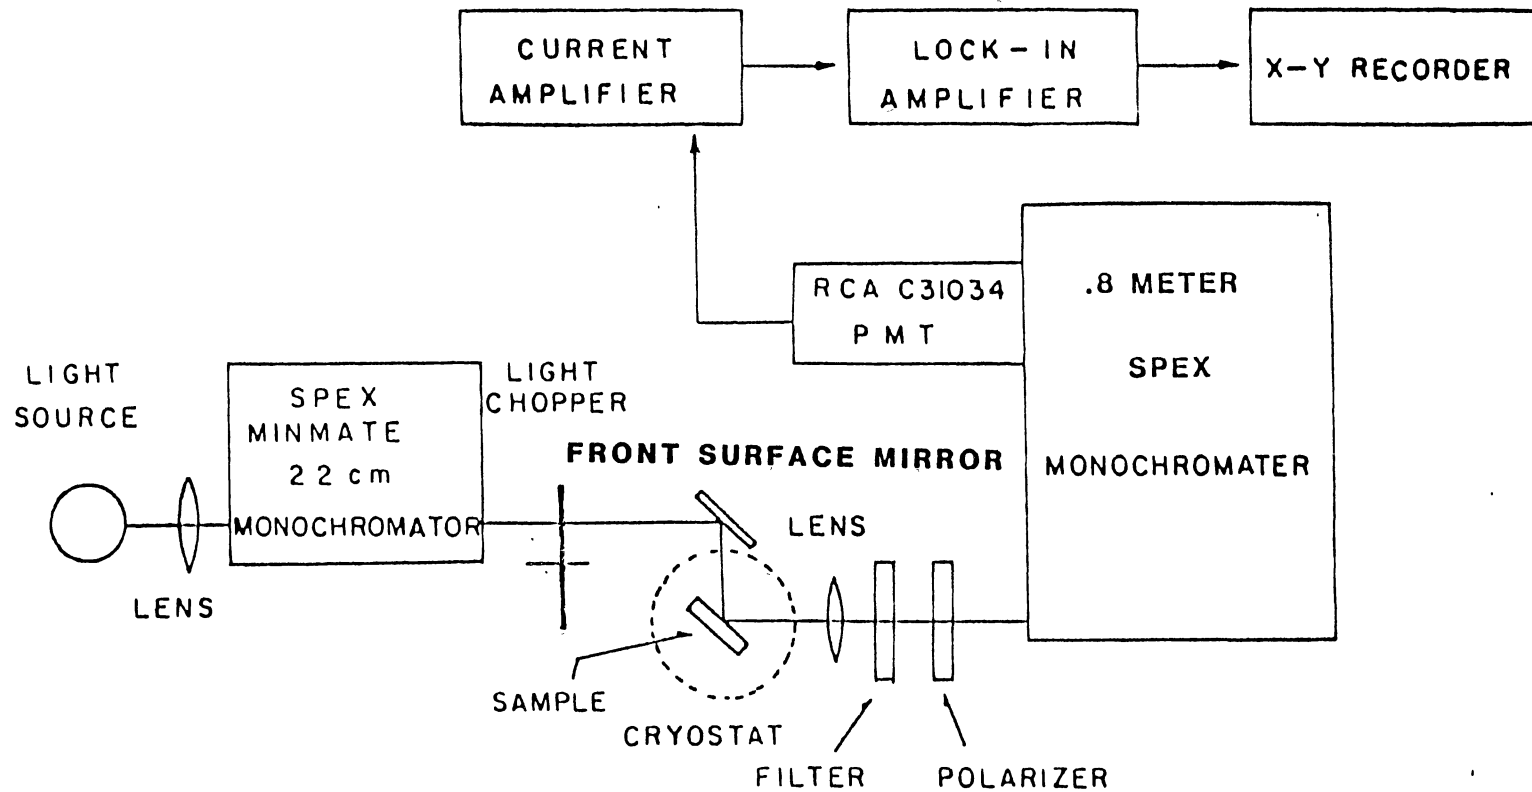 CURRENT
AMPLIFIER
LOCK-IN
AMPLIFIER
X-Y RECORDER
RCA C31034
PMT
.8 METER
SPEX
MONOCHROMATER
LIGHT
SOURCE
LENS
SPEX
MINMATE
22 cm
MONOCHROMATOR
LIGHT
CHOPPER
FRONT SURFACE MIRROR
LENS
SAMPLE
CRYOSTAT
FILTER
POLARIZER